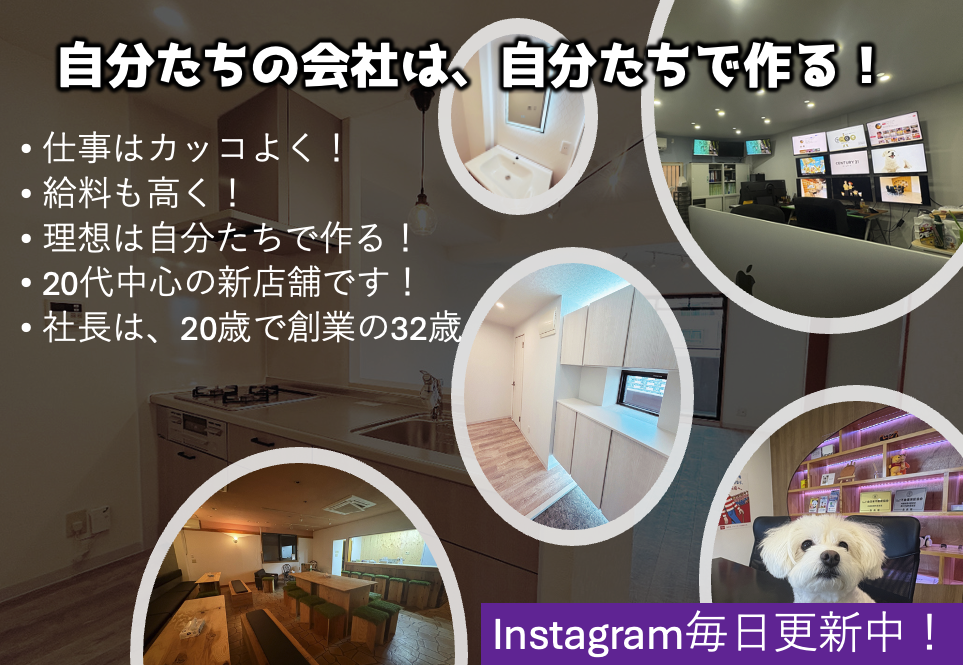 自分たちの会社は、自分たちで作る！
• 仕事はカッコよく！
• 給料も高く！
• 理想は自分たちで作る！
• 20代中心の新店舗です！
• 社長は、20歳で創業の32歳
CENTURY 21
Instagram毎日更新中！